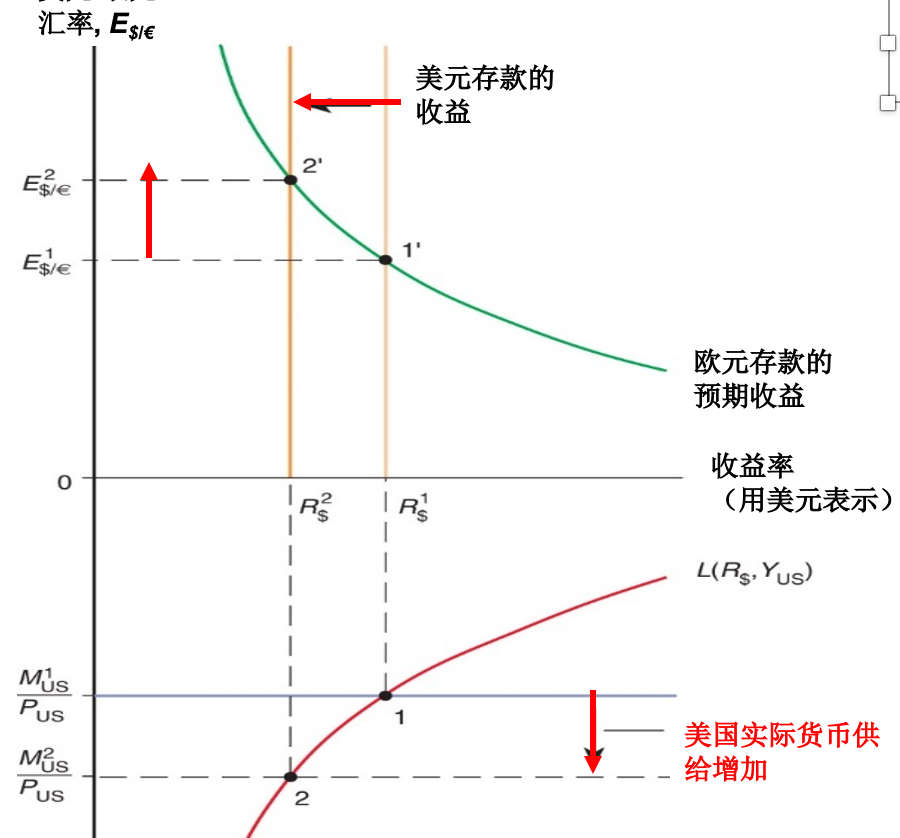 汇率, E$/€
美元存款的
收益
2'
E²$/€
1'
E¹$/€
欧元存款的
预期收益
收益率
(用美元表示)
0
R²$
R¹$
L(R$, YUS)
M¹US
PUS
1
美国实际货币供
给增加
M²US
PUS
2